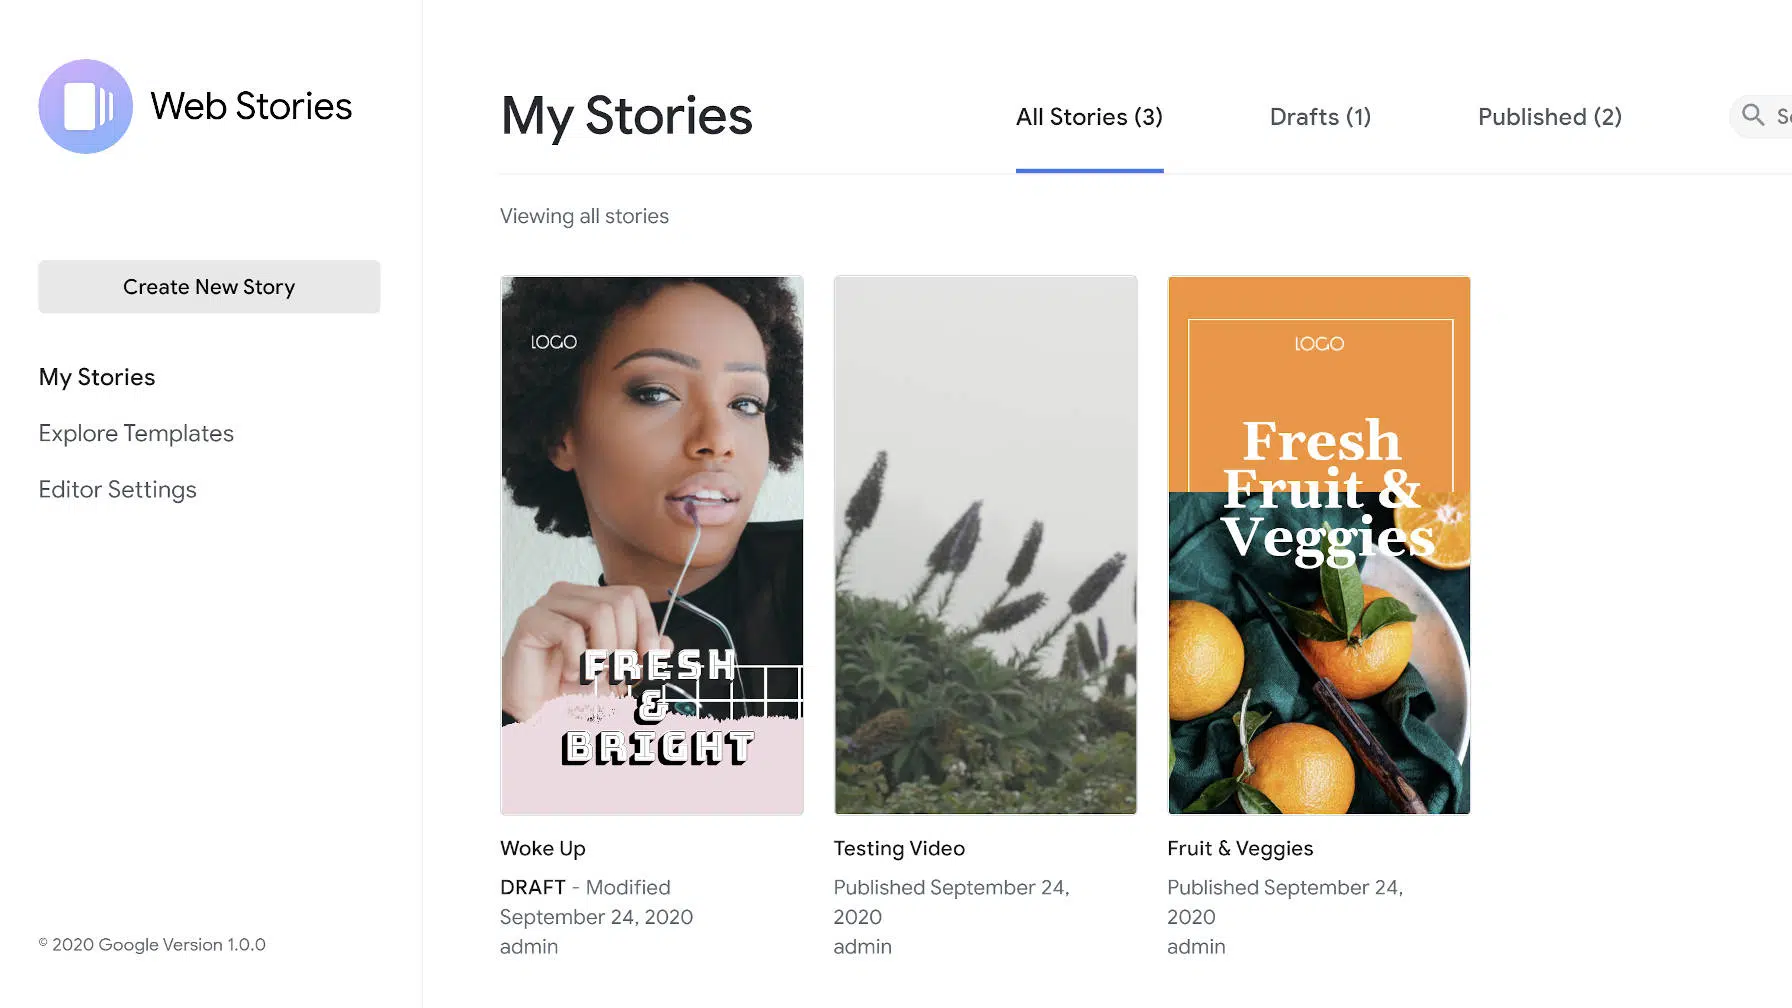 Web Stories
Create New Story
My Stories
Explore Templates
Editor Settings
© 2020 Google Version 1.0.0
My Stories
All Stories (3)
Drafts (1)
Published (2)
Viewing all stories
LOGO
FRESH
&
BRIGHT
Woke Up
DRAFT - Modified
September 24, 2020
admin
Testing Video
Published September 24,
2020
admin
LOGO
Fresh
Fruit &
Veggies
Fruit & Veggies
Published September 24,
2020
admin